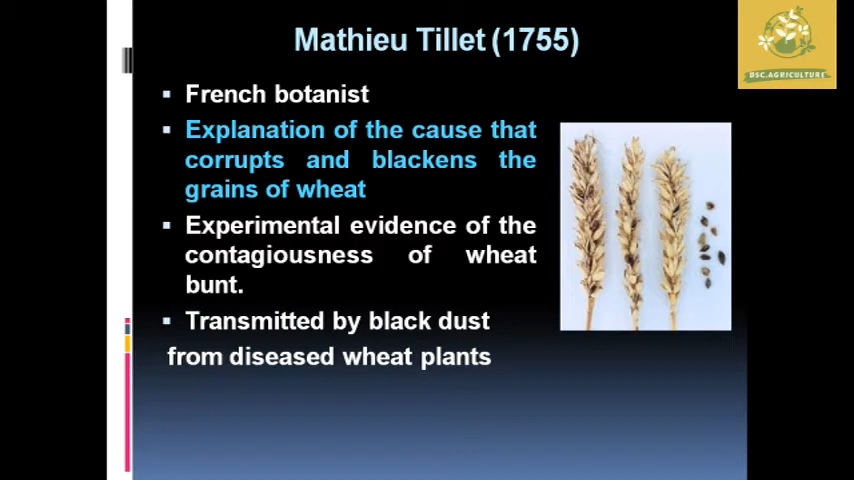 Mathieu Tillet (1755)
BSC.AGRICULTURE
▪ French botanist
▪ Explanation of the cause that
corrupts and blackens the
grains of wheat
▪ Experimental evidence of the
contagiousness of wheat
bunt.
▪ Transmitted by black dust
from diseased wheat plants